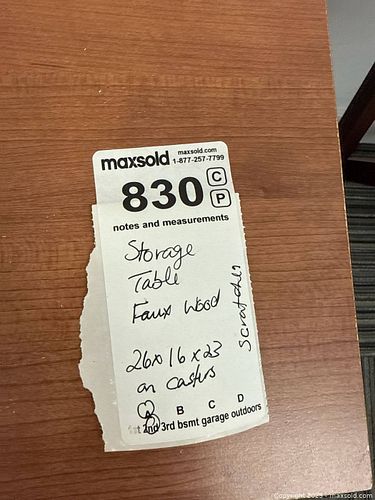 maxsold maxsold.com
1-877-257-7799
830 C
P
notes and measurements
Storage
Table
Faux Wood
Scratches
26x16x23
on casters
A B C D
1st 2nd 3rd bsmt garage outdoors
Copyright 2023 - maxsold.com